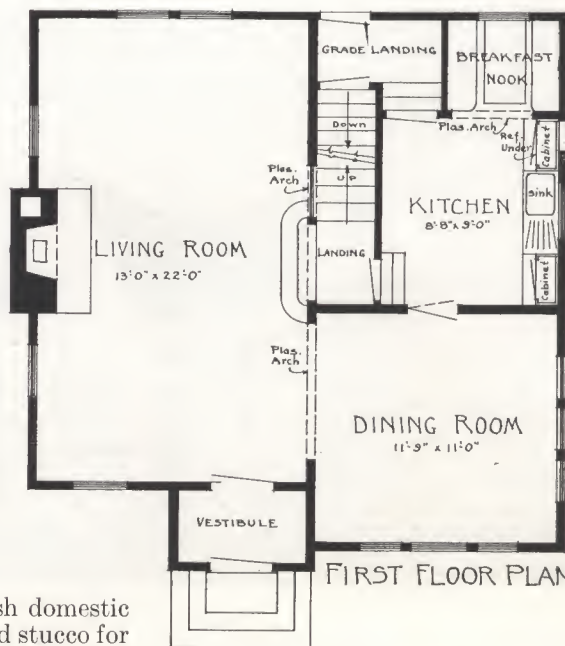 GRADE LANDING
BREAKFAST
NOOK
Down
Plas. Arch
Ref.
Under
Cabinet
UP
Plas.
Arch
sink
KITCHEN
8'-8" x 9'-0"
LIVING ROOM
13'-0" x 22'-0"
LANDING
Cabinet
Plas.
Arch
DINING ROOM
11'-9" x 11'-0"
VESTIBULE
FIRST FLOOR PLAN
sh domestic
d stucco for